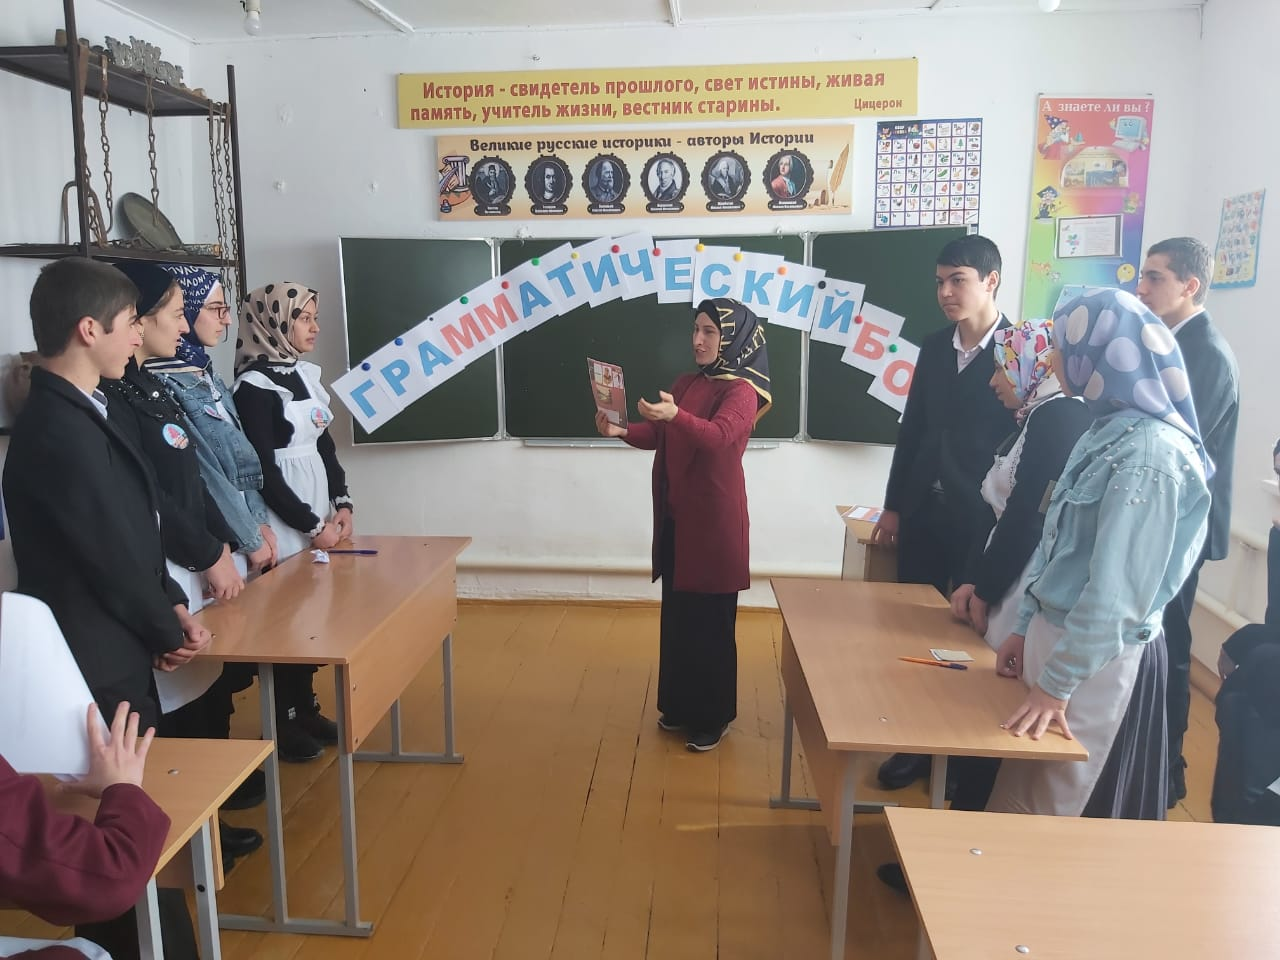 История - свидетель прошлого, свет истины, живая
память, учитель жизни, вестник старины.
Цицерон
Великие русские историки - авторы Истории
А знаете ли вы?
ГРАММАТИЧЕСКИЙ БО